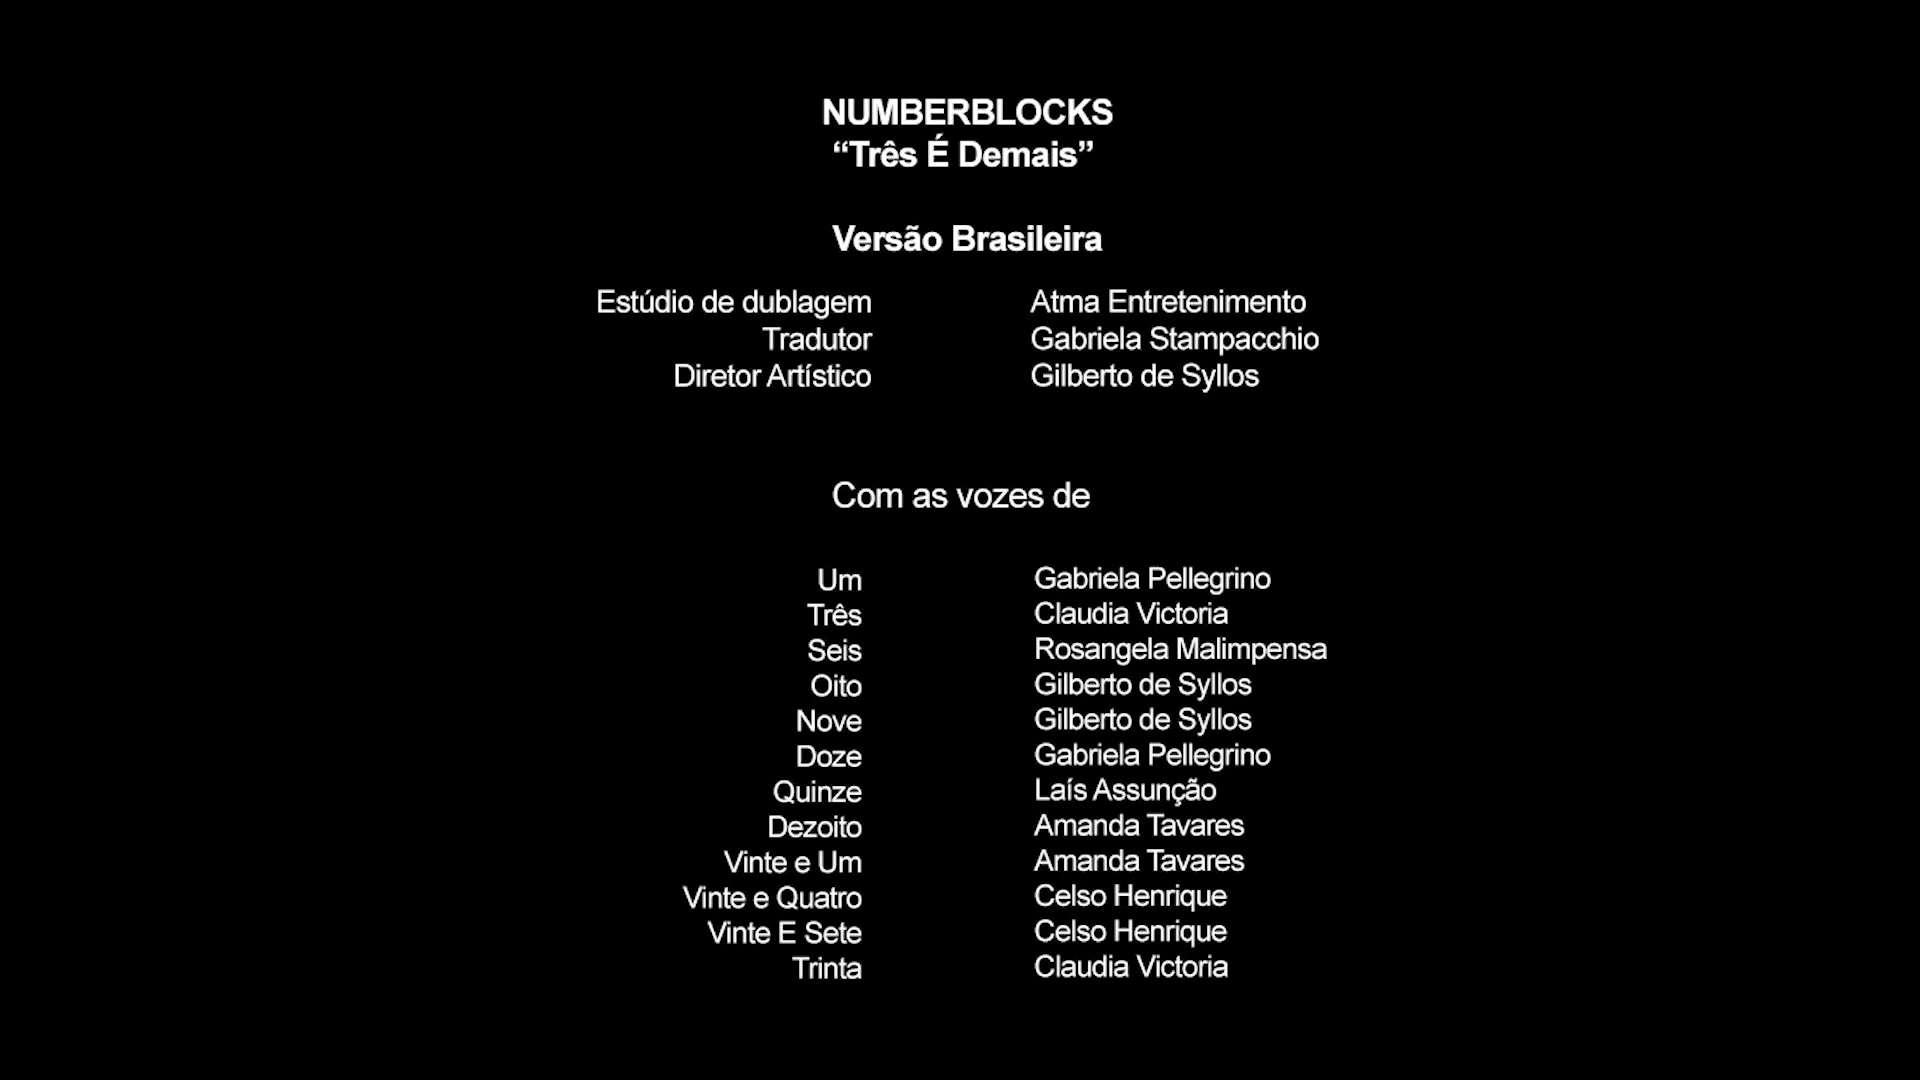 NUMBERBLOCKS
“Três É Demais”
Versão Brasileira
Estúdio de dublagem Atma Entretenimento
Tradutor Gabriela Stampacchio
Diretor Artístico Gilberto de Syllos
Com as vozes de
Um Gabriela Pellegrino
Três Claudia Victoria
Seis Rosangela Malimpensa
Oito Gilberto de Syllos
Nove Gilberto de Syllos
Doze Gabriela Pellegrino
Quinze Laís Assunção
Dezoito Amanda Tavares
Vinte e Um Amanda Tavares
Vinte e Quatro Celso Henrique
Vinte E Sete Celso Henrique
Trinta Claudia Victoria